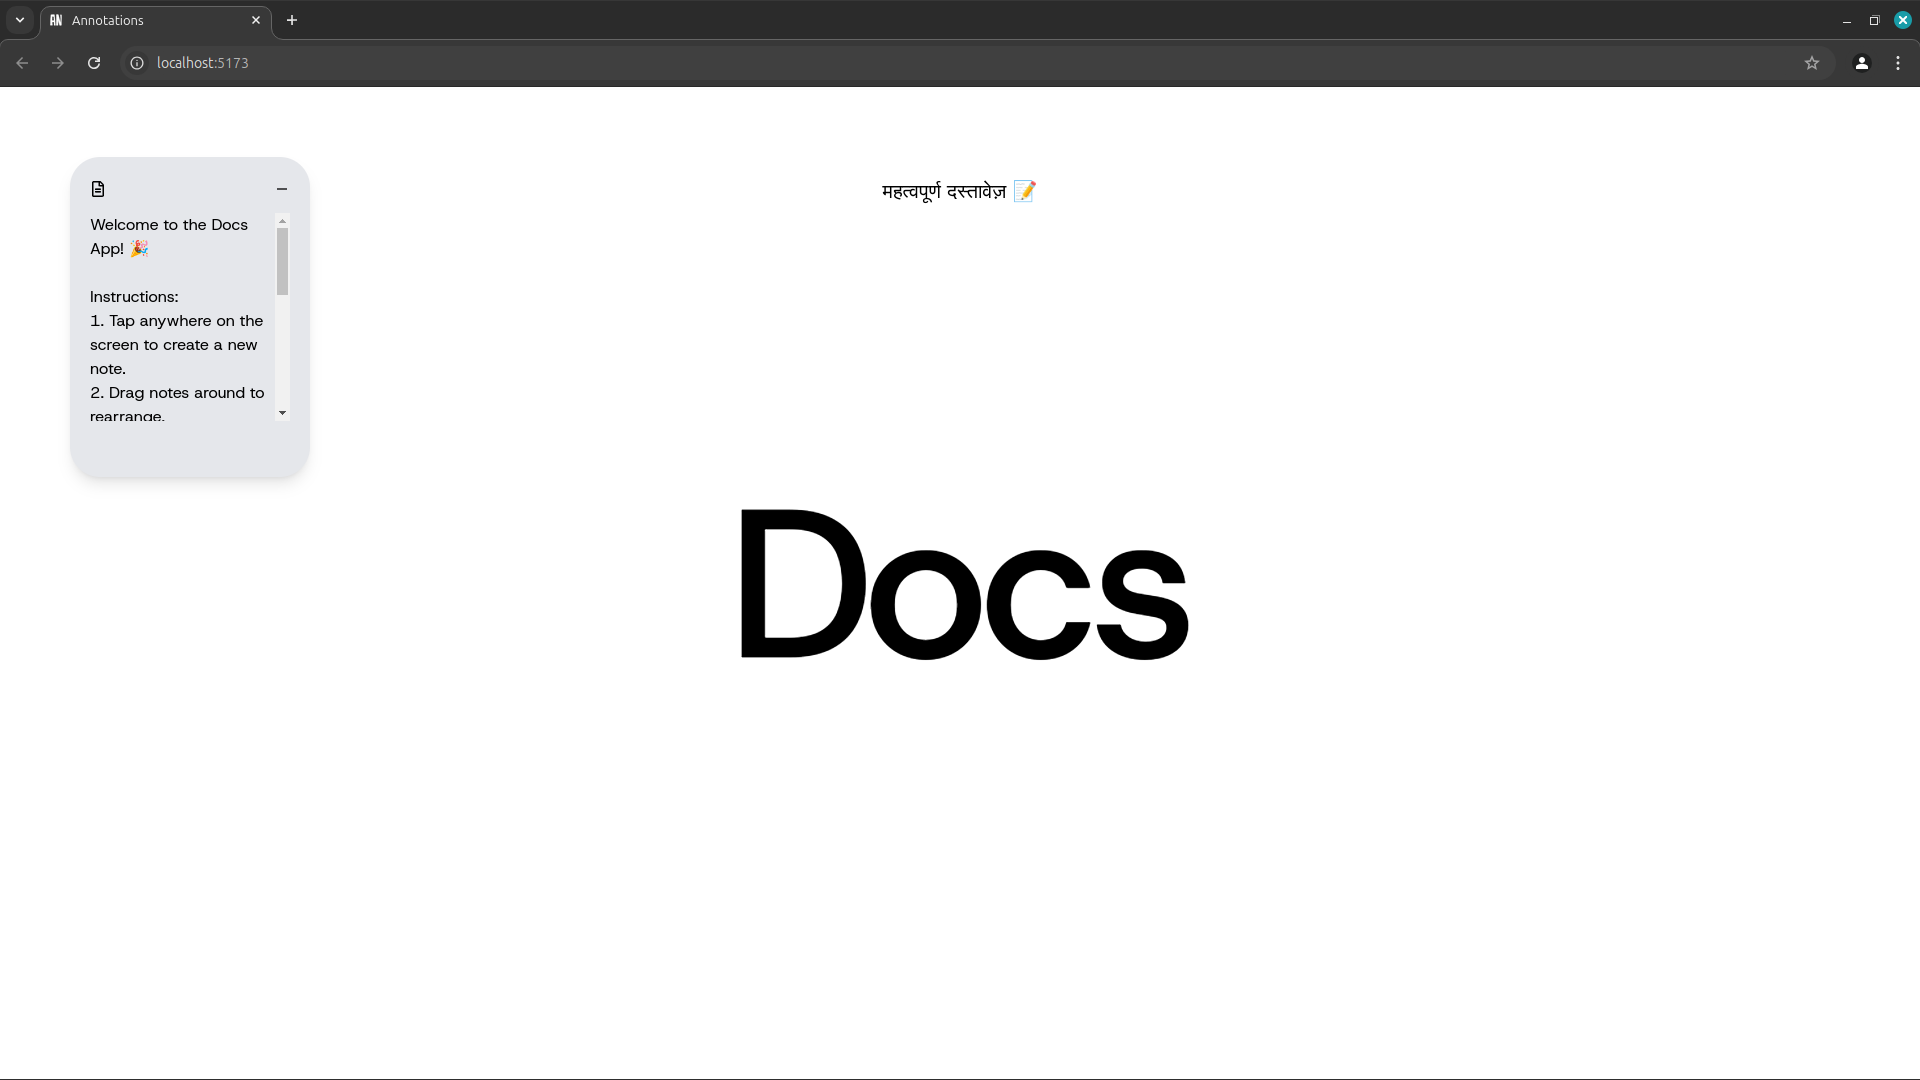 Annotations
localhost:5173
महत्वपूर्ण दस्तावेज़ 📝
Welcome to the Docs
App! 🎉
Instructions:
1. Tap anywhere on the
screen to create a new
note.
2. Drag notes around to
rearrange.
Docs